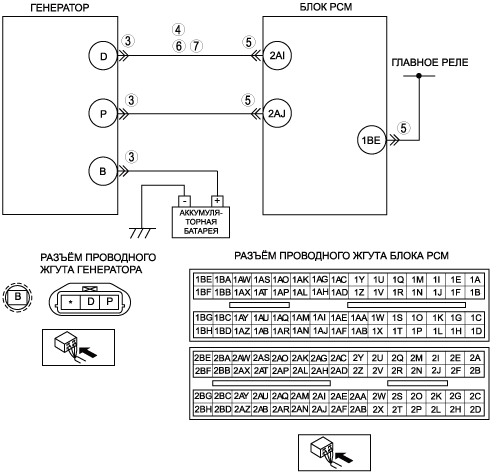 ГЕНЕРАТОР
БЛОК PCM
4
3 6 7 5
D 2AI
ГЛАВНОЕ РЕЛЕ
3 5
P 2AJ
5
1BE
3
B
- +
АККУМУЛЯ-
ТОРНАЯ
БАТАРЕЯ
РАЗЪЁМ ПРОВОДНОГО
ЖГУТА ГЕНЕРАТОРА
B
* D P
РАЗЪЁМ ПРОВОДНОГО ЖГУТА БЛОКА PCM
1BE 1BA 1AW 1AS 1AO 1AK 1AG 1AC 1Y 1U 1Q 1M 1I 1E 1A
1BF 1BB 1AX 1AT 1AP 1AL 1AH 1AD 1Z 1V 1R 1N 1J 1F 1B
1BG 1BC 1AY 1AU 1AQ 1AM 1AI 1AE 1AA 1W 1S 1O 1K 1G 1C
1BH 1BD 1AZ 1AV 1AR 1AN 1AJ 1AF 1AB 1X 1T 1P 1L 1H 1D
2BE 2BA 2AW 2AS 2AO 2AK 2AG 2AC 2Y 2U 2Q 2M 2I 2E 2A
2BF 2BB 2AX 2AT 2AP 2AL 2AH 2AD 2Z 2V 2R 2N 2J 2F 2B
2BG 2BC 2AY 2AU 2AQ 2AM 2AI 2AE 2AA 2W 2S 2O 2K 2G 2C
2BH 2BD 2AZ 2AV 2AR 2AN 2AJ 2AF 2AB 2X 2T 2P 2L 2H 2D